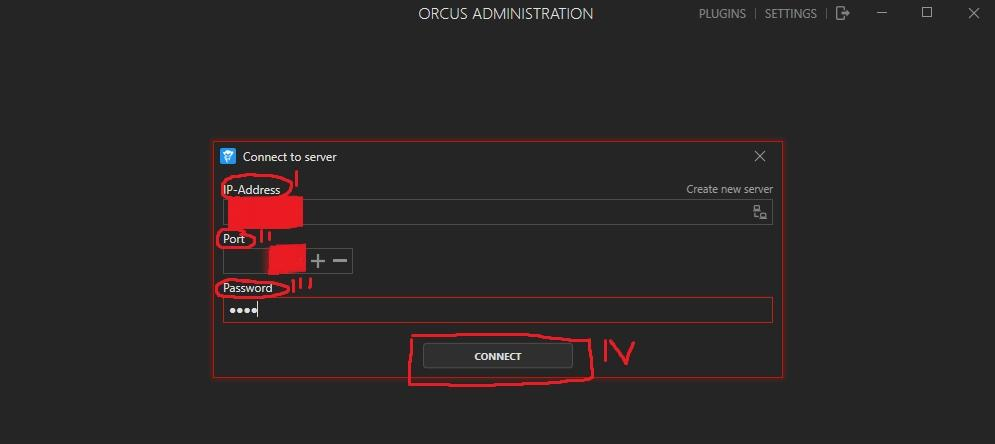 ORCUS ADMINISTRATION
PLUGINS | SETTINGS |
Connect to server
IP-Address I
Create new server
Port II
Password III
••••
CONNECT IV